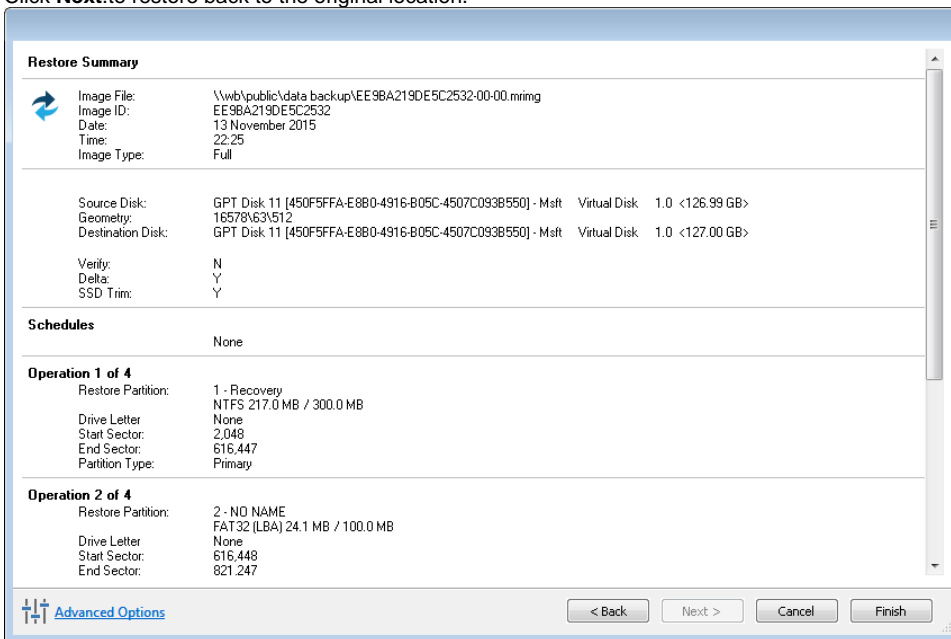 Click Next.to restore back to the original location.
Restore Summary
Image File: \\wb\public\data backup\EE9BA219DE5C2532-00-00.mrimg
Image ID: EE9BA219DE5C2532
Date: 13 November 2015
Time: 22:25
Image Type: Full
Source Disk: GPT Disk 11 [450F5FFA-E8B0-4916-B05C-4507C093B550] - Msft Virtual Disk 1.0 <126.99 GB>
Geometry: 16578\63\512
Destination Disk: GPT Disk 11 [450F5FFA-E8B0-4916-B05C-4507C093B550] - Msft Virtual Disk 1.0 <127.00 GB>
Verify: N
Delta: Y
SSD Trim: Y
Schedules
None
Operation 1 of 4
Restore Partition: 1 - Recovery
NTFS 217.0 MB / 300.0 MB
Drive Letter None
Start Sector: 2,048
End Sector: 616,447
Partition Type: Primary
Operation 2 of 4
Restore Partition: 2 - NO NAME
FAT32 (LBA) 24.1 MB / 100.0 MB
Drive Letter None
Start Sector: 616,448
End Sector: 821.247
Advanced Options < Back Next > Cancel Finish